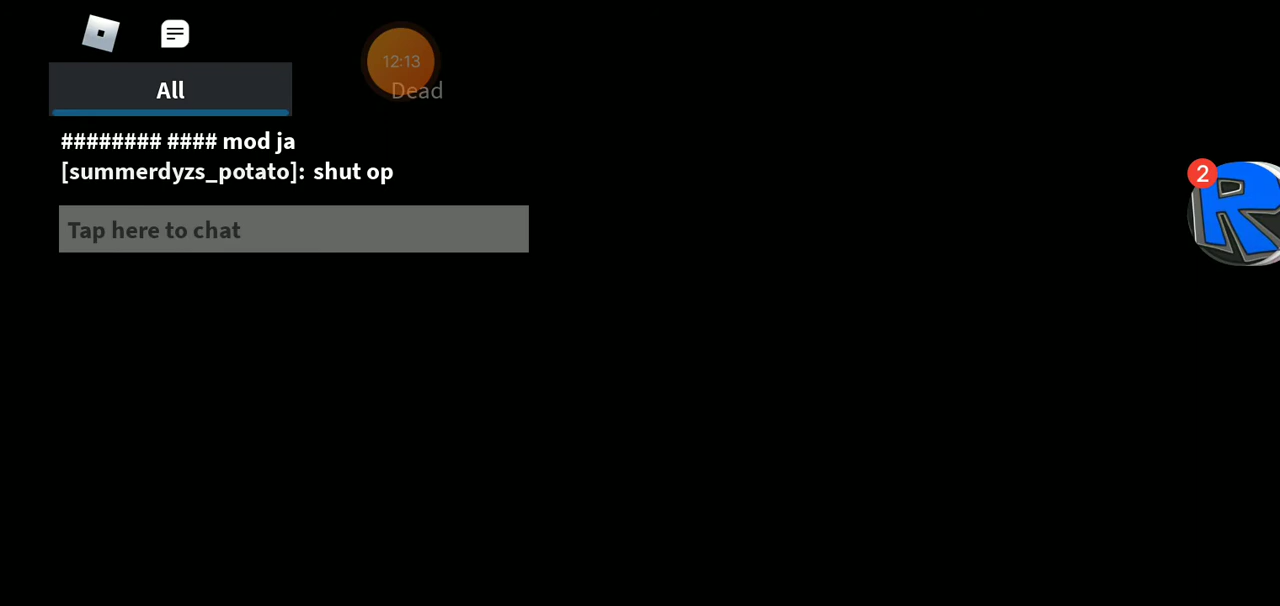 12:13
All
Dead
######## #### mod ja
[summerdyzs_potato]: shut op
Tap here to chat
2
R